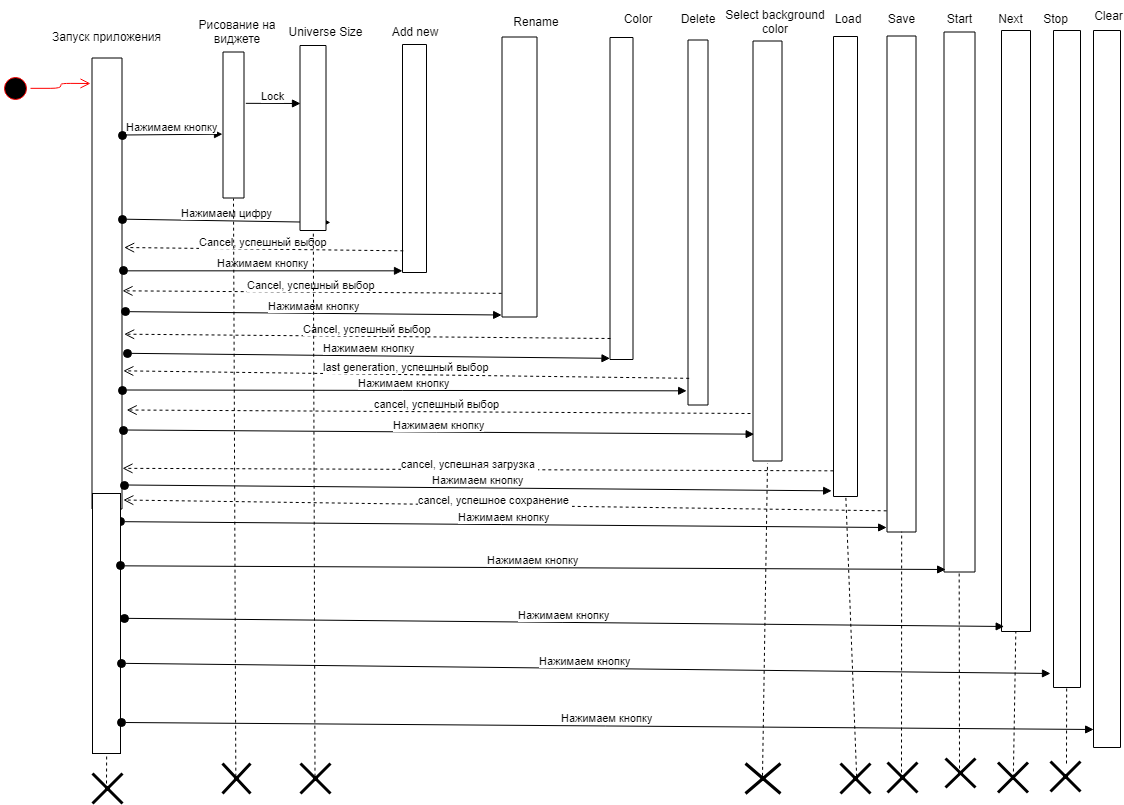 Запуск приложения
Рисование на
виджете
Universe Size
Add new
Rename
Color
Delete
Select background
color
Load
Save
Start
Next
Stop
Clear
Lock
Нажимаем кнопку
Нажимаем цифру
Cancel, успешный выбор
Нажимаем кнопку
Cancel, успешный выбор
Нажимаем кнопку
Cancel, успешный выбор
Нажимаем кнопку
last generation, успешный выбор
Нажимаем кнопку
cancel, успешный выбор
Нажимаем кнопку
cancel, успешная загрузка
Нажимаем кнопку
cancel, успешное сохранение
Нажимаем кнопку
Нажимаем кнопку
Нажимаем кнопку
Нажимаем кнопку
Нажимаем кнопку